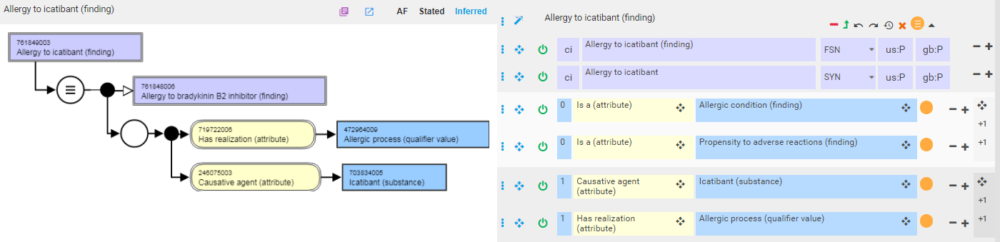 Allergy to icatibant (finding)
AF Stated Inferred
761849003
Allergy to icatibant (finding)
761848006
Allergy to bradykinin B2 inhibitor (finding)
719722006
Has realization (attribute)
472964009
Allergic process (qualifier value)
246075003
Causative agent (attribute)
703834005
Icatibant (substance)
Allergy to icatibant (finding)
ci Allergy to icatibant (finding) FSN us:P gb:P
ci Allergy to icatibant SYN us:P gb:P
0 Is a (attribute) Allergic condition (finding)
+1
0 Is a (attribute) Propensity to adverse reactions (finding) +1
1 Causative agent Icatibant (substance)
(attribute)
+1
1 Has realization Allergic process (qualifier value) +1
(attribute)